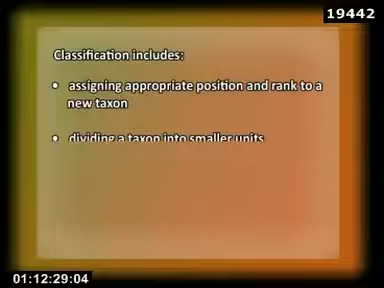 19442
Classification includes:
• assigning appropriate position and rank to a
new taxon
• dividing a taxon into smaller units
01:12:29:04